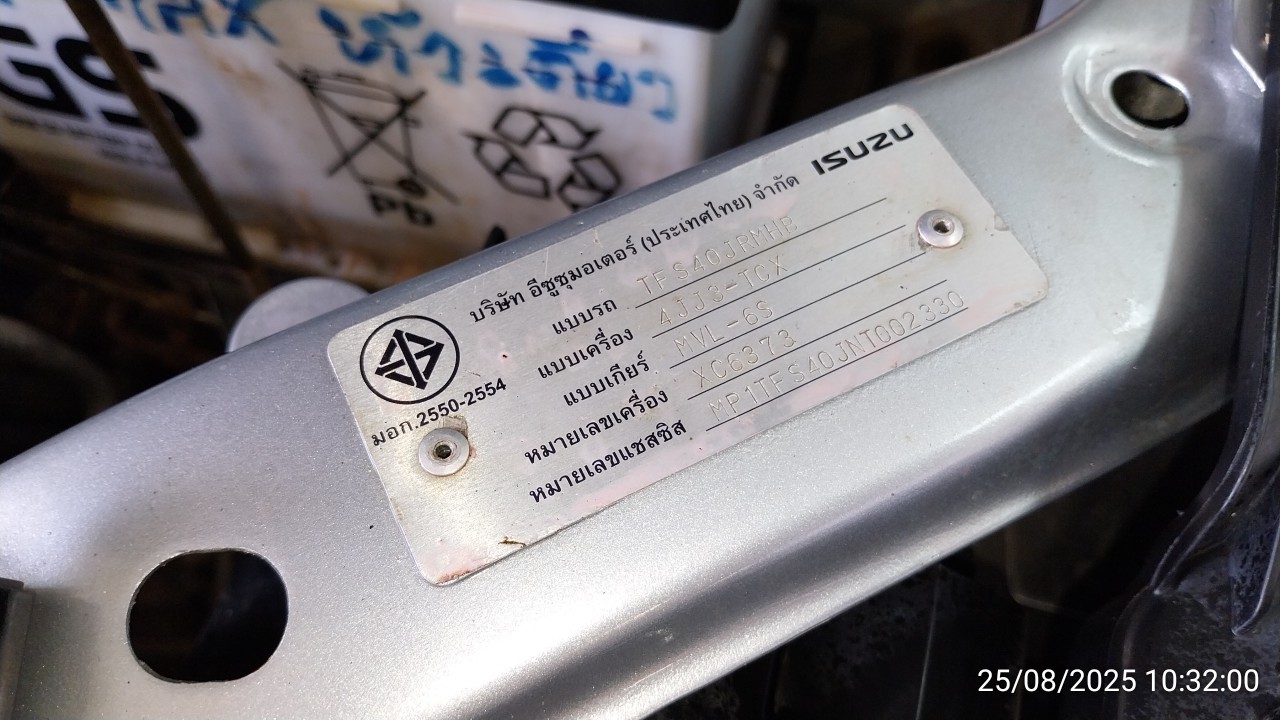 GS
Pb
ISUZU
บริษัท อีซูซุมอเตอร์ (ประเทศไทย) จำกัด
แบบรถ TFS40JRMHB
แบบเครื่อง 4JJ3-TCX
แบบเกียร์ MVL-6S
หมายเลขเครื่อง XC6373
หมายเลขแชสซิส MP1TFS40JNT002330
มอก.2550-2554
25/08/2025 10:32:00